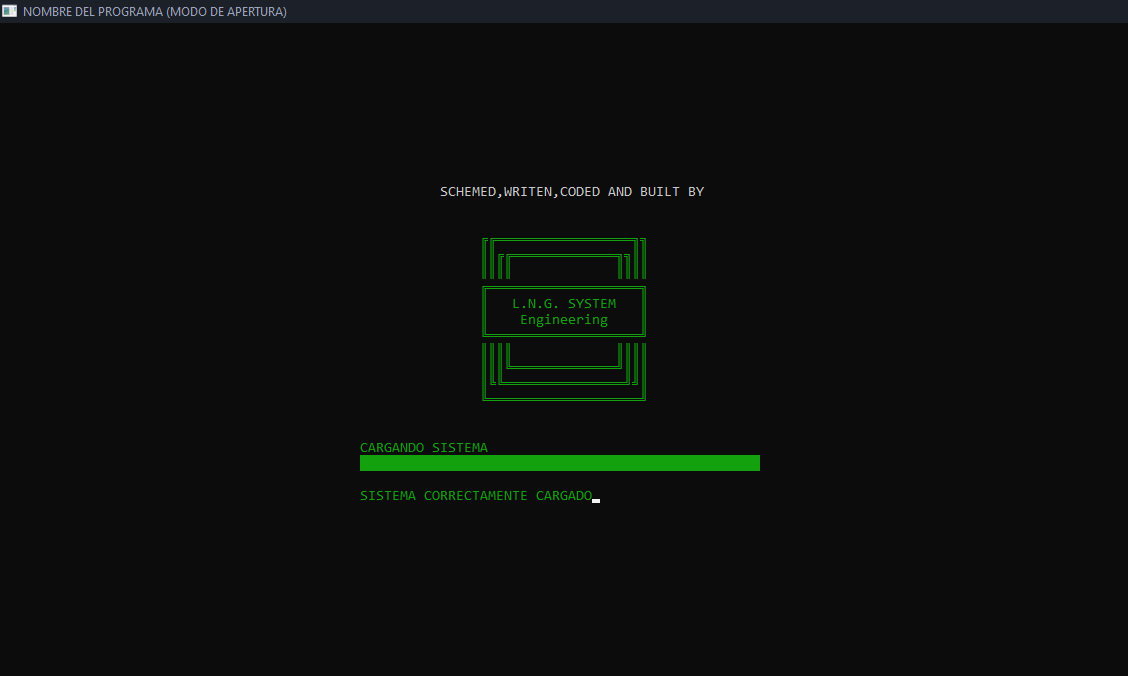 NOMBRE DEL PROGRAMA (MODO DE APERTURA)
SCHEMED,WRITEN,CODED AND BUILT BY
L.N.G. SYSTEM
Engineering
CARGANDO SISTEMA
SISTEMA CORRECTAMENTE CARGADO